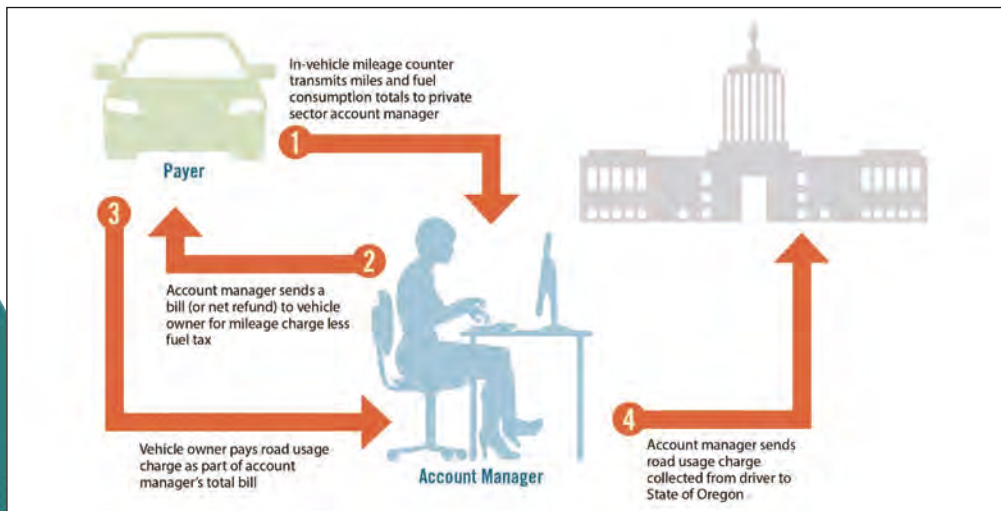 In-vehicle mileage counter
transmits miles and fuel
consumption totals to private
sector account manager
1
Payer
3
2
Account manager sends a
bill (or net refund) to vehicle
owner for mileage charge less
fuel tax
Vehicle owner pays road usage
charge as part of account
manager's total bill
Account Manager
4
Account manager sends
road usage charge
collected from driver to
State of Oregon